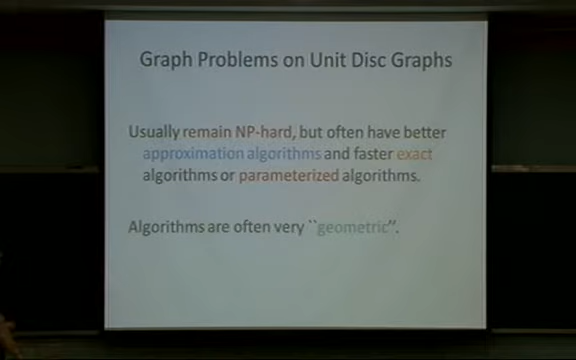 Graph Problems on Unit Disc Graphs
Usually remain NP-hard, but often have better
approximation algorithms and faster exact
algorithms or parameterized algorithms.
Algorithms are often very ``geometric’’.